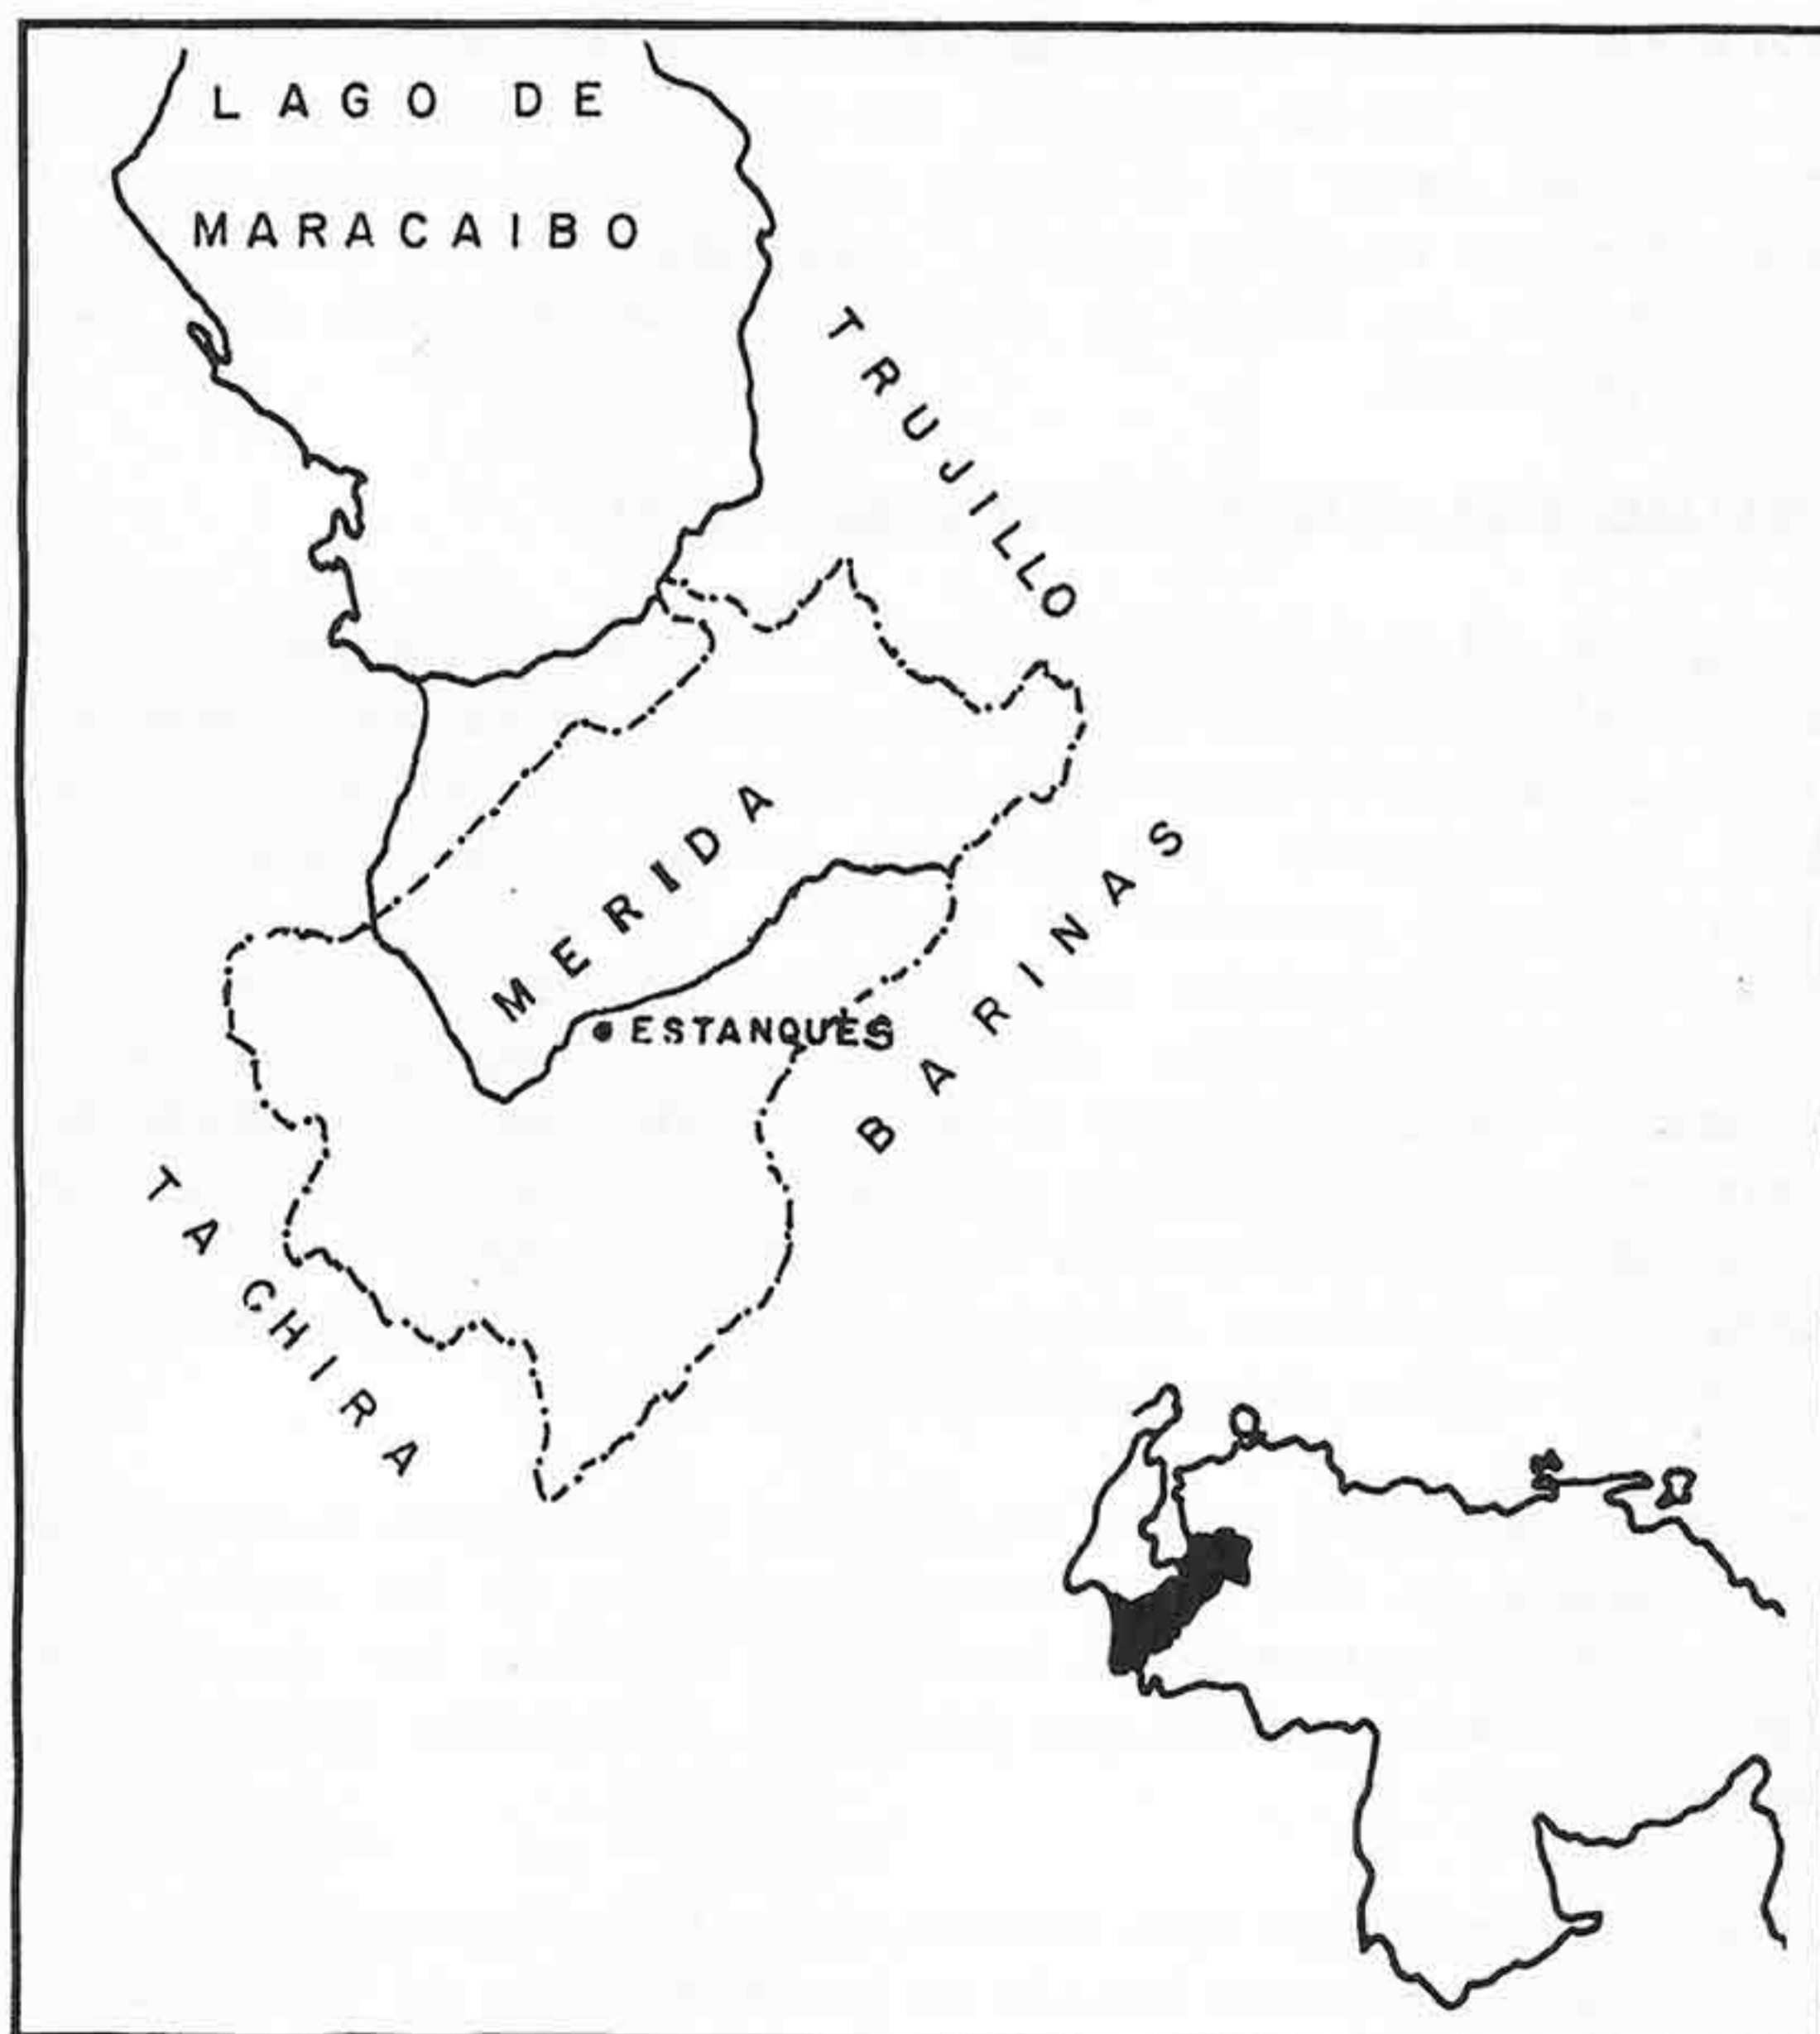 LAGO DE
MARACAIBO
TRUJILLO
MERIDA
BARINAS
ESTANQUES
TACHIRA